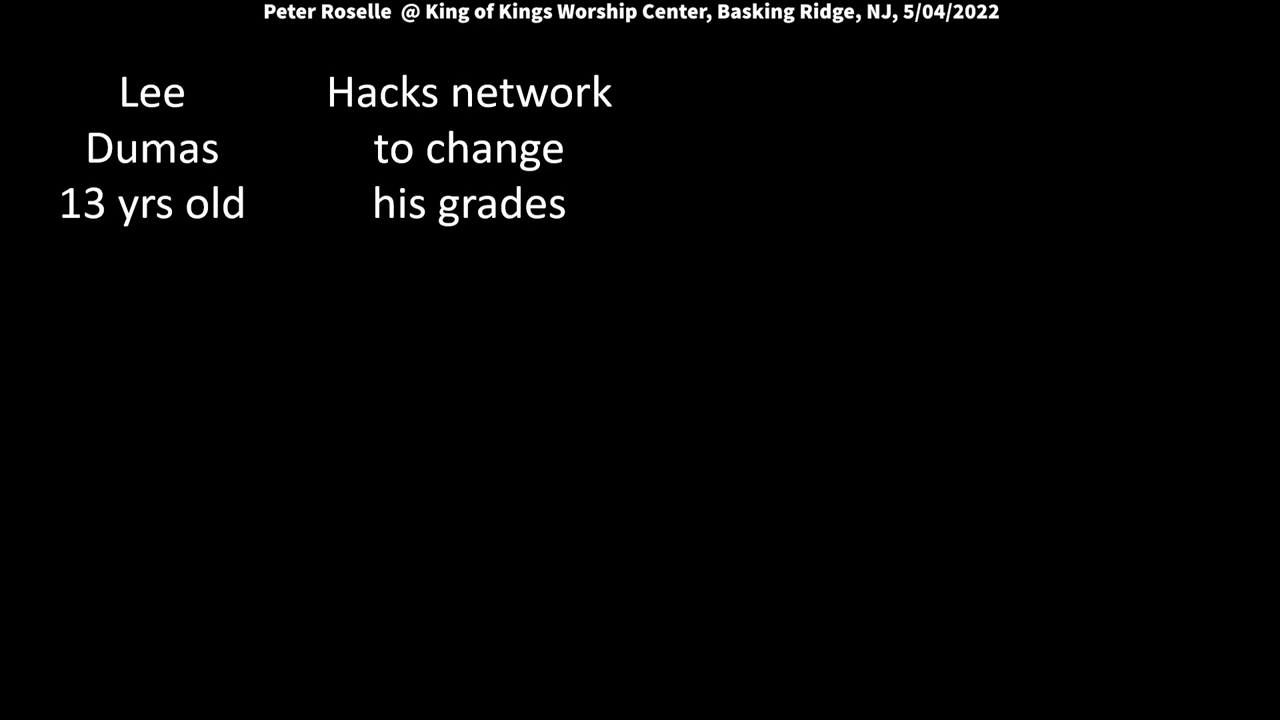 Peter Roselle @ King of Kings Worship Center, Basking Ridge, NJ, 5/04/2022
Lee
Dumas
13 yrs old
Hacks network
to change
his grades